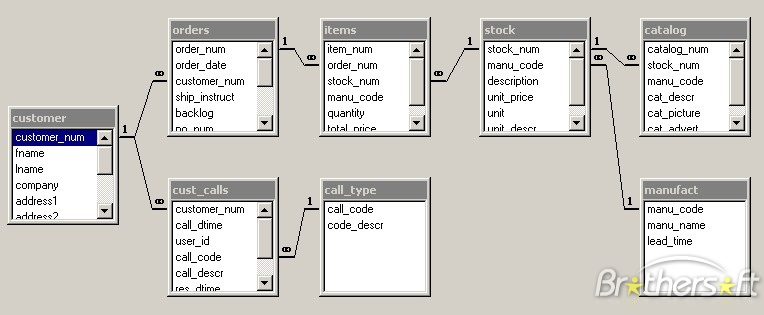 orders
order_num
order_date
customer_num
ship_instruct
backlog
po_num
1
∞
items
item_num
order_num
stock_num
manu_code
quantity
total_price
∞
1
stock
stock_num
manu_code
description
unit_price
unit
unit_descr
1
∞
∞
catalog
catalog_num
stock_num
manu_code
cat_descr
cat_picture
cat_advert
customer
customer_num
fname
lname
company
address1
address2
1
∞
∞
cust_calls
customer_num
call_dtime
user_id
call_code
call_descr
res_dtime
∞
1
call_type
call_code
code_descr
1
manufact
manu_code
manu_name
lead_time
Brothersoft